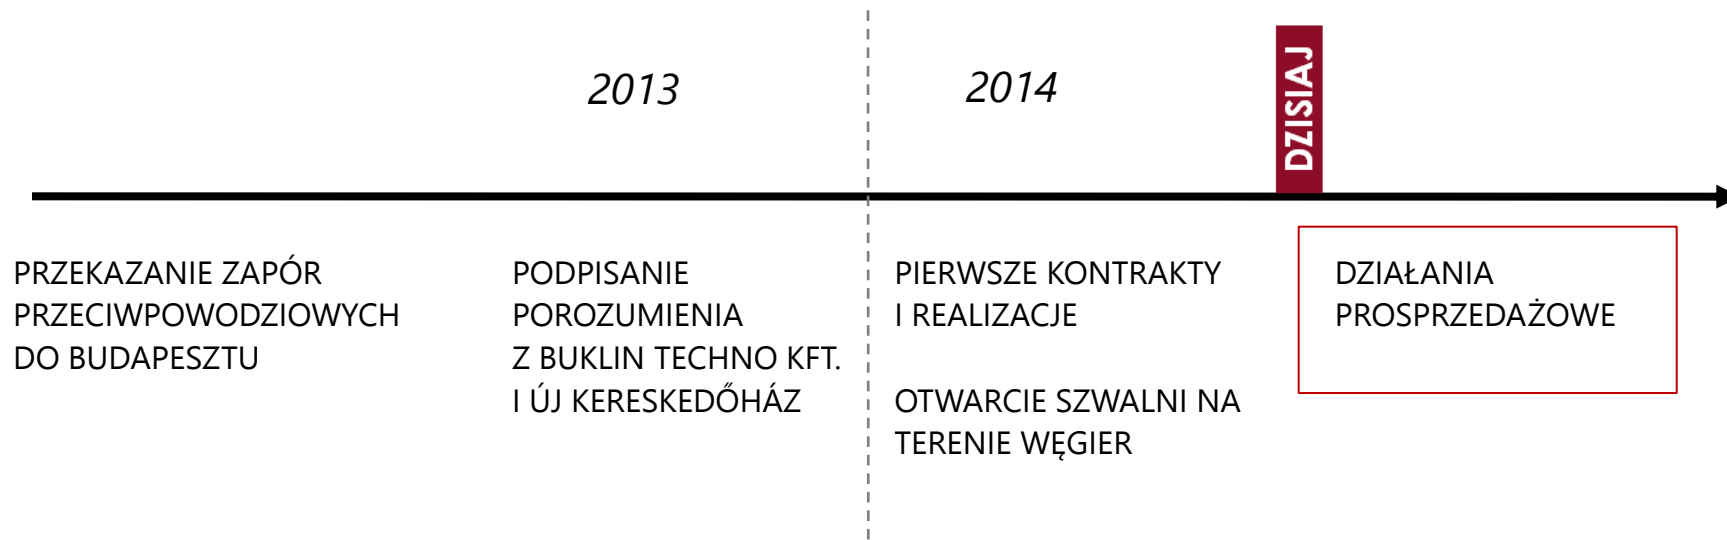 2013
2014
DZISIAJ
PRZEKAZANIE ZAPÓR
PRZECIWPOWODZIOWYCH
DO BUDAPESZTU
PODPISANIE
POROZUMIENIA
Z BUKLIN TECHNO KFT.
I ÚJ KERESKEDŐHÁZ
PIERWSZE KONTRAKTY
I REALIZACJE
OTWARCIE SZWALNI NA
TERENIE WĘGIER
DZIAŁANIA
PROSPRZEDAŻOWE